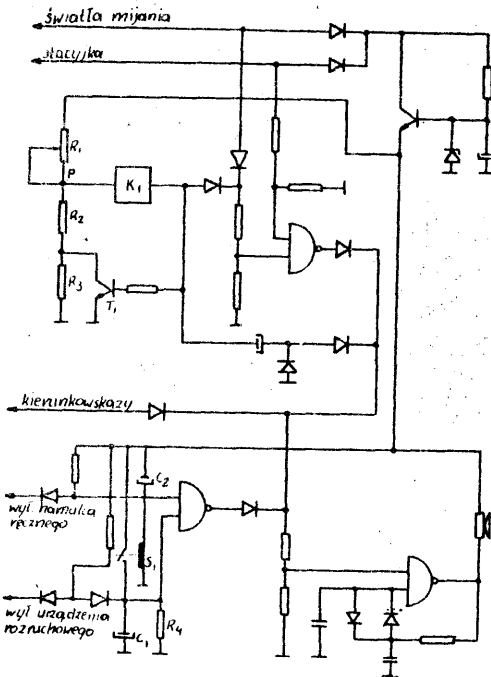 światła mijania
stacyjka
R1
P
K1
R2
R3
T1
kierunkowskazy
C2
wył hamulca
ręcznego
S1
wył urządzenia
rozruchowego
C1
R4